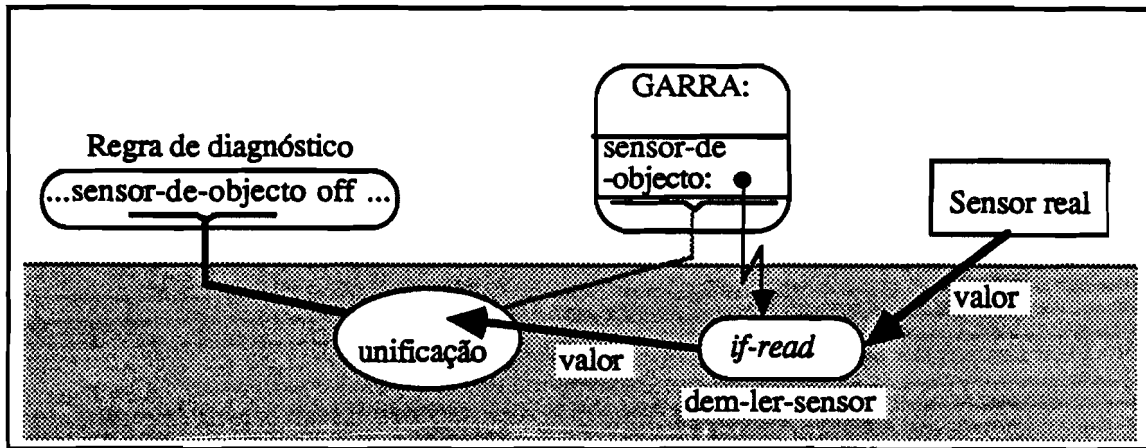 GARRA:
Regra de diagnóstico
sensor-de
-objecto:
...sensor-de-objecto off ...
Sensor real
valor
unificação
valor
if-read
dem-ler-sensor